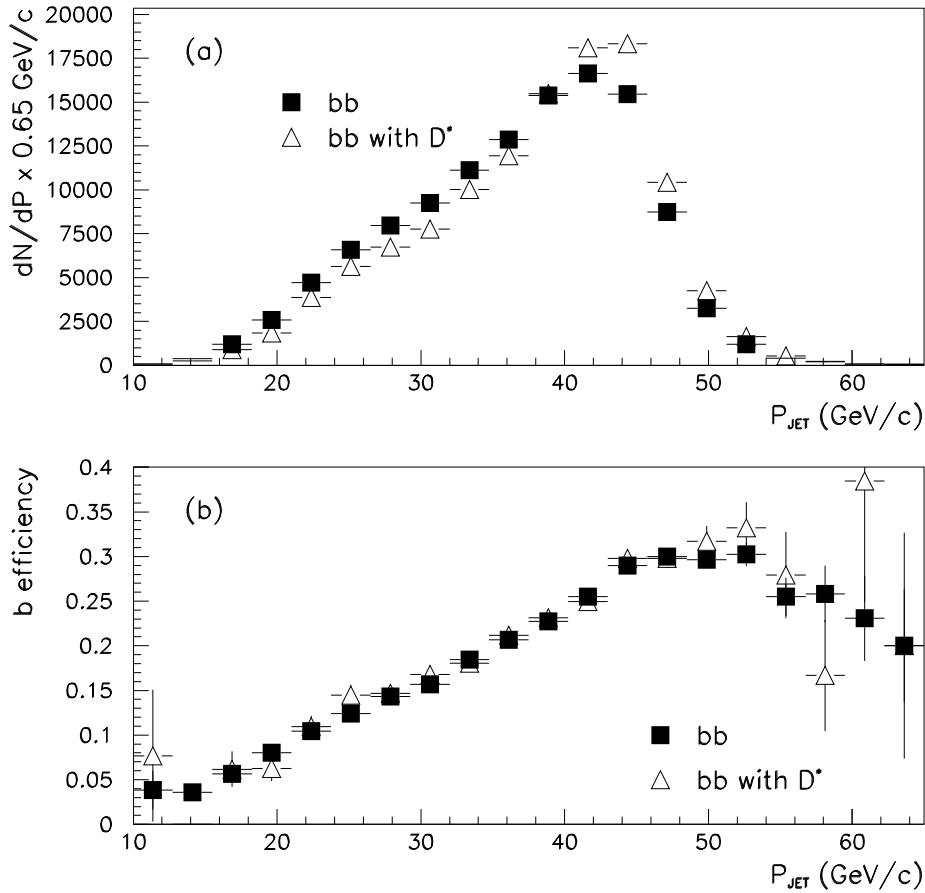 dN/dP x 0.65 GeV/c
20000
17500
15000
12500
10000
7500
5000
2500
0
(a)
bb
bb with D*
10 20 30 40 50 60
P_JET (GeV/c)
b efficiency
0.4
0.35
0.3
0.25
0.2
0.15
0.1
0.05
0
(b)
bb
bb with D*
10 20 30 40 50 60
P_JET (GeV/c)